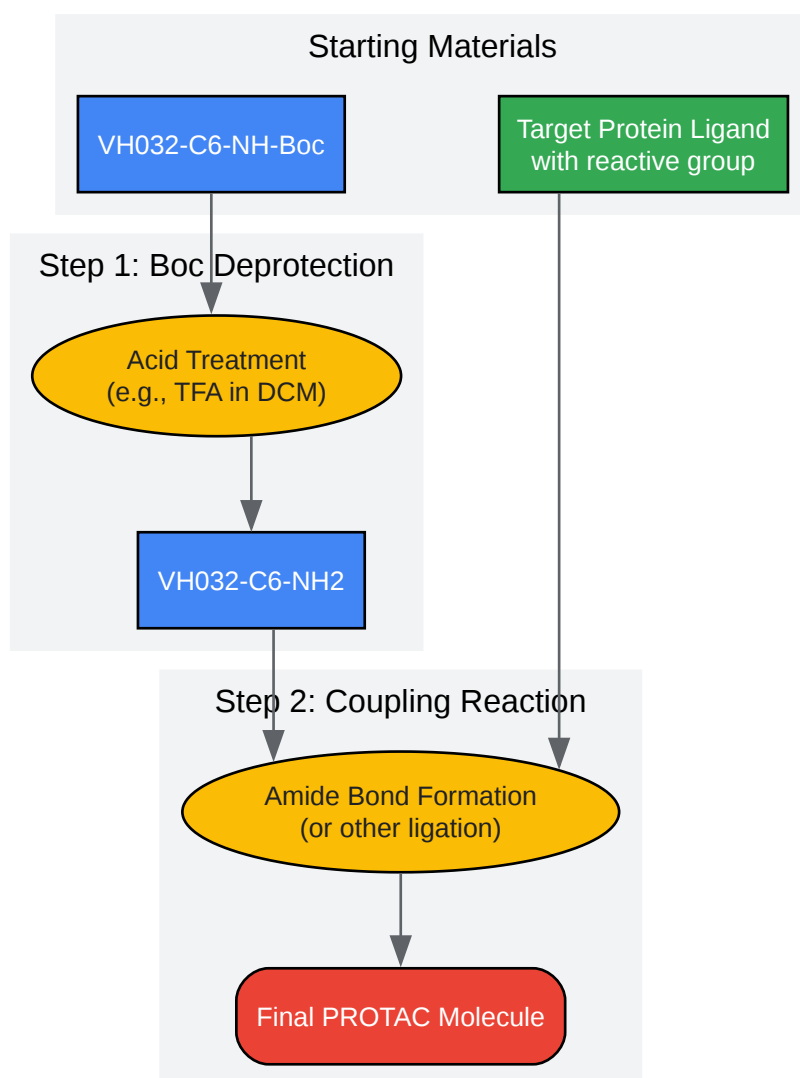 Starting Materials
VH032-C6-NH-Boc
Target Protein Ligand
with reactive group
Step 1: Boc Deprotection
Acid Treatment
(e.g., TFA in DCM)
VH032-C6-NH2
Step 2: Coupling Reaction
Amide Bond Formation
(or other ligation)
Final PROTAC Molecule